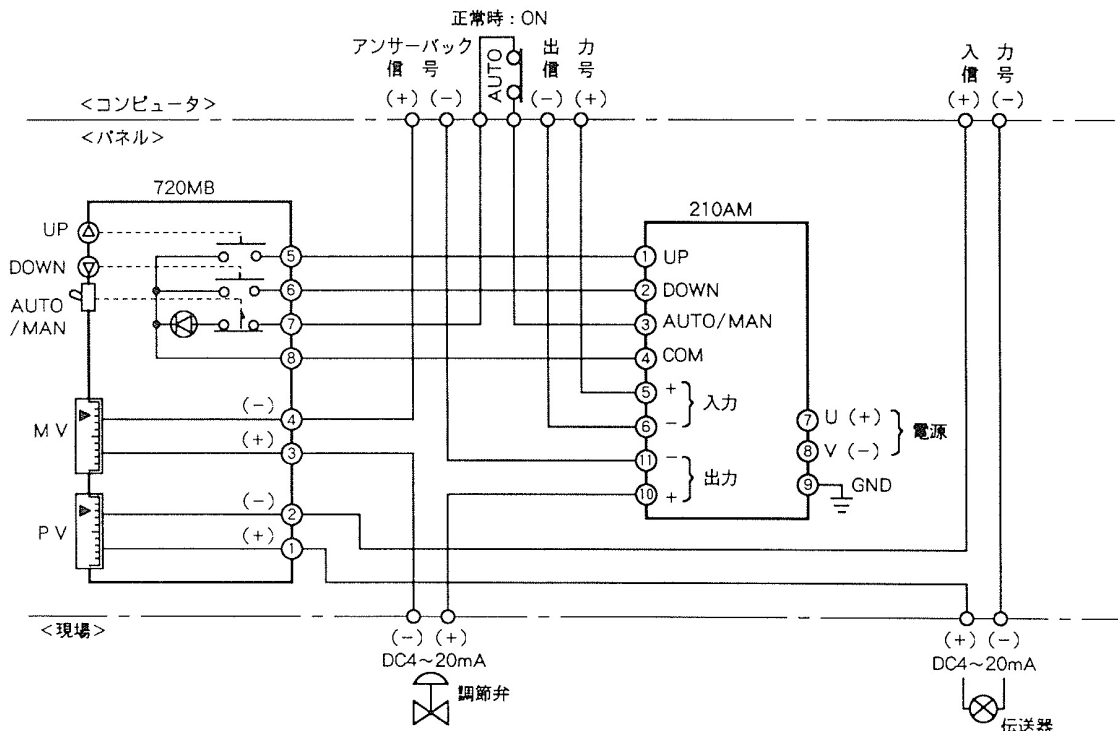 正常時：ON
アンサーバック
信 号
(+) (−)
AUTO
出 力
信 号
(−) (+)
入 力
信 号
(+) (−)
<コンピュータ>
<パネル>
720MB
UP
DOWN
AUTO
/MAN
5
6
7
8
MV
(−) 4
(+) 3
PV
(−) 2
(+) 1
210AM
1 UP
2 DOWN
3 AUTO/MAN
4 COM
5 +
6 −
入力
11 −
10 +
出力
7 U (+)
8 V (−)
電源
9 GND
<現場>
(−) (+)
DC4～20mA
調節弁
(+) (−)
DC4～20mA
伝送器